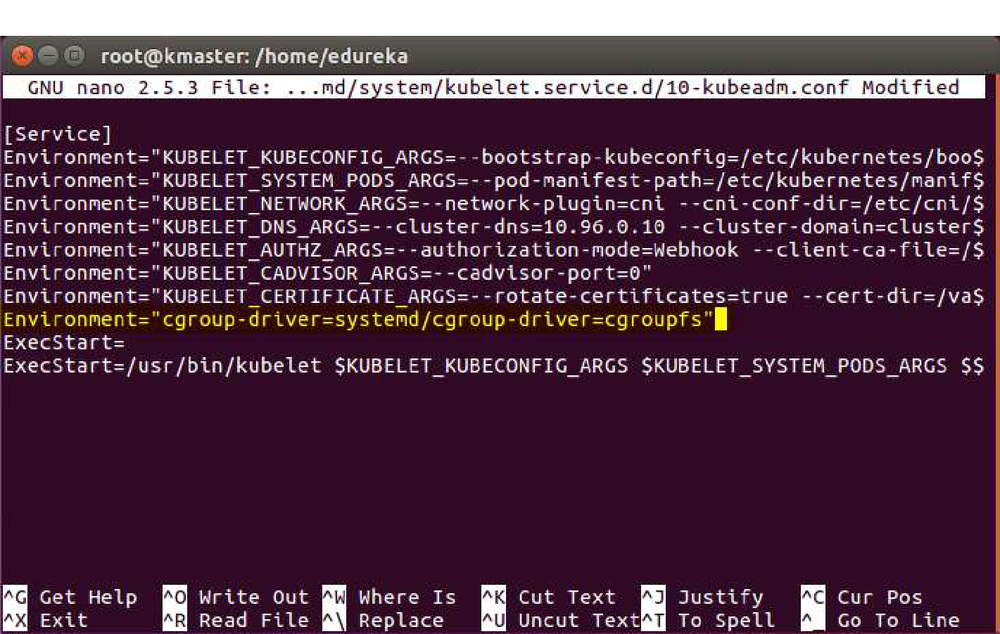 root@kmaster: /home/edureka
GNU nano 2.5.3 File: ...md/system/kubelet.service.d/10-kubeadm.conf Modified
[Service]
Environment="KUBELET_KUBECONFIG_ARGS=--bootstrap-kubeconfig=/etc/kubernetes/boo$
Environment="KUBELET_SYSTEM_PODS_ARGS=--pod-manifest-path=/etc/kubernetes/manif$
Environment="KUBELET_NETWORK_ARGS=--network-plugin=cni --cni-conf-dir=/etc/cni/$
Environment="KUBELET_DNS_ARGS=--cluster-dns=10.96.0.10 --cluster-domain=cluster$
Environment="KUBELET_AUTHZ_ARGS=--authorization-mode=Webhook --client-ca-file=/$
Environment="KUBELET_CADVISOR_ARGS=--cadvisor-port=0"
Environment="KUBELET_CERTIFICATE_ARGS=--rotate-certificates=true --cert-dir=/va$
Environment="cgroup-driver=systemd/cgroup-driver=cgroupfs"
ExecStart=
ExecStart=/usr/bin/kubelet $KUBELET_KUBECONFIG_ARGS $KUBELET_SYSTEM_PODS_ARGS $$
^G Get Help ^O Write Out ^W Where Is ^K Cut Text ^J Justify ^C Cur Pos
^X Exit ^R Read File ^\ Replace ^U Uncut Text ^T To Spell ^_ Go To Line